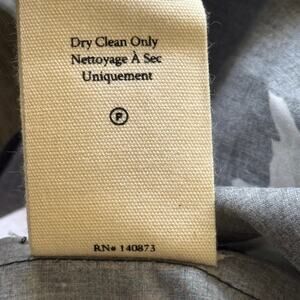 Dry Clean Only
Nettoyage À Sec
Uniquement
P
RN# 140873